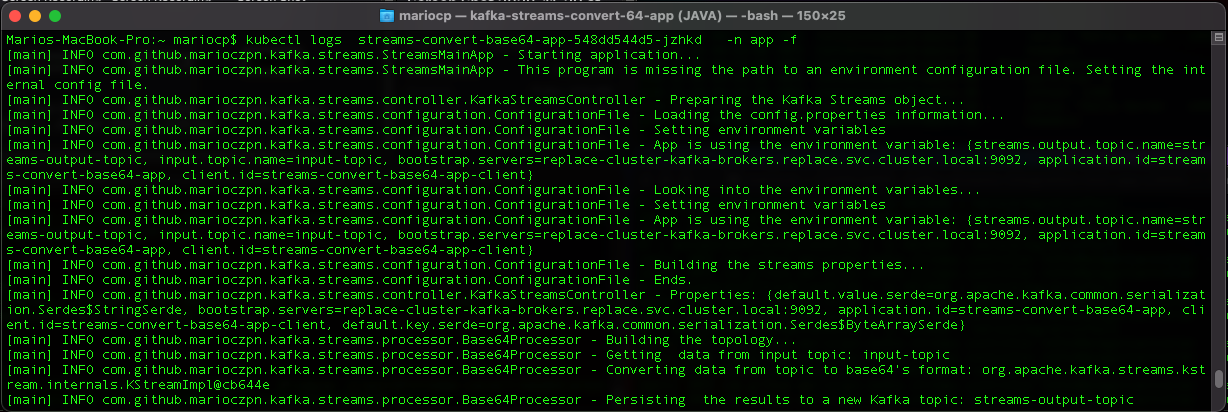 mariocp — kafka-streams-convert-64-app (JAVA) — -bash — 150×25
Marios-MacBook-Pro:~ mariocp$ kubectl logs  streams-convert-base64-app-548dd544d5-jzhkd   -n app -f
[main] INFO com.github.marioczpn.kafka.streams.StreamsMainApp - Starting application...
[main] INFO com.github.marioczpn.kafka.streams.StreamsMainApp - This program is missing the path to an environment configuration file. Setting the int
ernal config file.
[main] INFO com.github.marioczpn.kafka.streams.controller.KafkaStreamsController - Preparing the Kafka Streams object...
[main] INFO com.github.marioczpn.kafka.streams.configuration.ConfigurationFile - Loading the config.properties information...
[main] INFO com.github.marioczpn.kafka.streams.configuration.ConfigurationFile - Setting environment variables
[main] INFO com.github.marioczpn.kafka.streams.configuration.ConfigurationFile - App is using the environment variable: {streams.output.topic.name=str
eams-output-topic, input.topic.name=input-topic, bootstrap.servers=replace-cluster-kafka-brokers.replace.svc.cluster.local:9092, application.id=stream
s-convert-base64-app, client.id=streams-convert-base64-app-client}
[main] INFO com.github.marioczpn.kafka.streams.configuration.ConfigurationFile - Looking into the environment variables...
[main] INFO com.github.marioczpn.kafka.streams.configuration.ConfigurationFile - Setting environment variables
[main] INFO com.github.marioczpn.kafka.streams.configuration.ConfigurationFile - App is using the environment variable: {streams.output.topic.name=str
eams-output-topic, input.topic.name=input-topic, bootstrap.servers=replace-cluster-kafka-brokers.replace.svc.cluster.local:9092, application.id=stream
s-convert-base64-app, client.id=streams-convert-base64-app-client}
[main] INFO com.github.marioczpn.kafka.streams.configuration.ConfigurationFile - Building the streams properties...
[main] INFO com.github.marioczpn.kafka.streams.configuration.ConfigurationFile - Ends.
[main] INFO com.github.marioczpn.kafka.streams.controller.KafkaStreamsController - Properties: {default.value.serde=org.apache.kafka.common.serializat
ion.Serdes$StringSerde, bootstrap.servers=replace-cluster-kafka-brokers.replace.svc.cluster.local:9092, application.id=streams-convert-base64-app, cli
ent.id=streams-convert-base64-app-client, default.key.serde=org.apache.kafka.common.serialization.Serdes$ByteArraySerde}
[main] INFO com.github.marioczpn.kafka.streams.processor.Base64Processor - Building the topology...
[main] INFO com.github.marioczpn.kafka.streams.processor.Base64Processor - Getting  data from input topic: input-topic
[main] INFO com.github.marioczpn.kafka.streams.processor.Base64Processor - Converting data from topic to base64's format: org.apache.kafka.streams.kst
ream.internals.KStreamImpl@cb644e
[main] INFO com.github.marioczpn.kafka.streams.processor.Base64Processor - Persisting  the results to a new Kafka topic: streams-output-topic